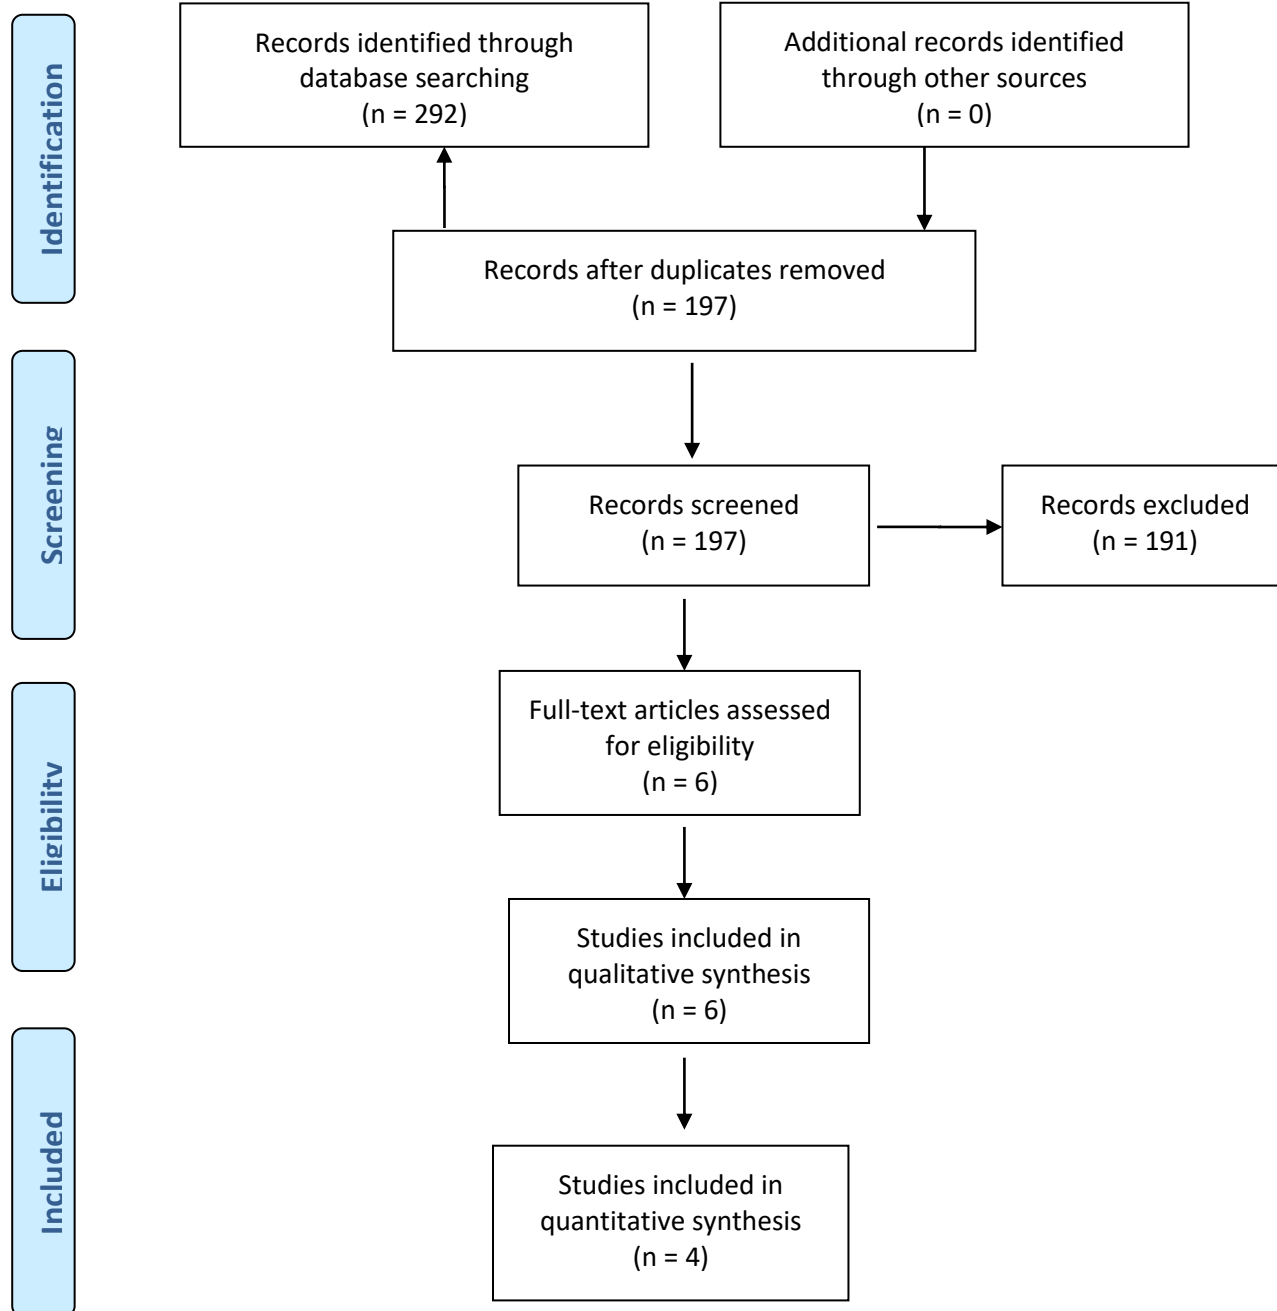 Identification
Records identified through
database searching
(n = 292)
Additional records identified
through other sources
(n = 0)
Records after duplicates removed
(n = 197)
Screening
Records screened
(n = 197)
Records excluded
(n = 191)
Eligibility
Full-text articles assessed
for eligibility
(n = 6)
Studies included in
qualitative synthesis
(n = 6)
Included
Studies included in
quantitative synthesis
(n = 4)